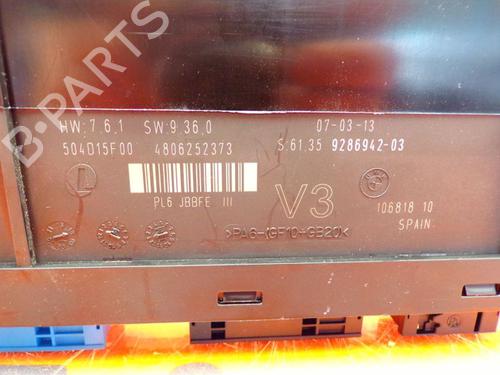 B-PARTS
HW:7.6.1 SW:9.36.0 07-03-13
504D15F00 4806252373 S:61.35 9286942-03
L
PL6 JBBFE III
V3
106818 10
SPAIN
>PA6-(GF10+GB20)<